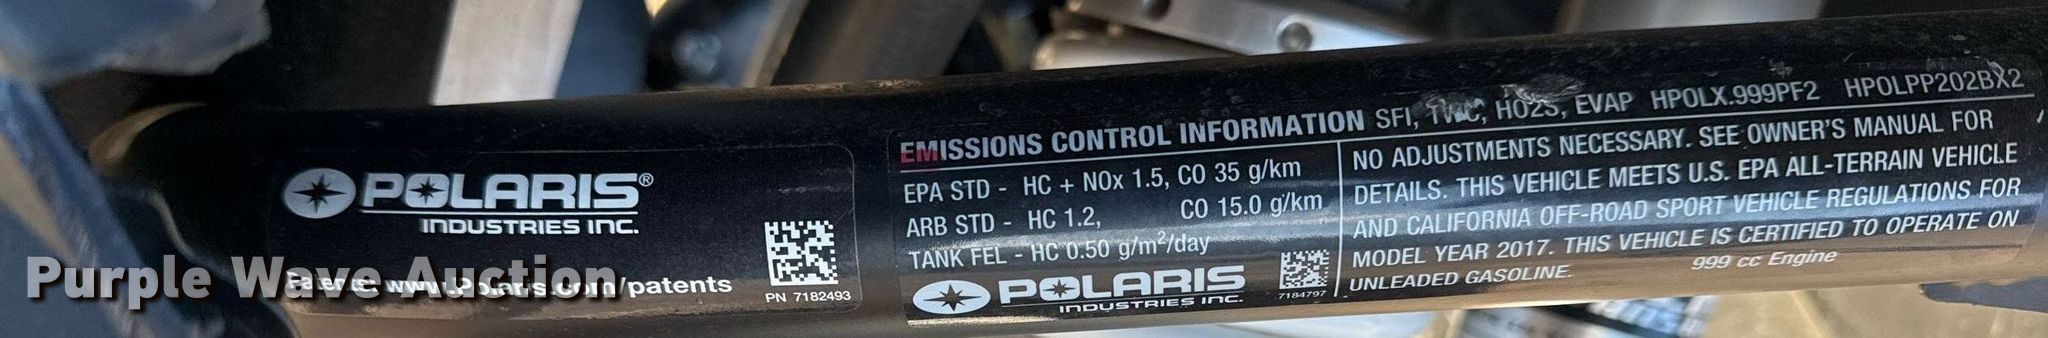 POLARIS®
INDUSTRIES INC.
Patents: www.Polaris.com/patents
PN 7182493
Purple Wave Auction
EMISSIONS CONTROL INFORMATION SFI, TWC, HO2S, EVAP HPOLX.999PF2 HPOLPP202BX2
EPA STD - HC + NOx 1.5, CO 35 g/km
ARB STD - HC 1.2, CO 15.0 g/km
TANK FEL - HC 0.50 g/m²/day
POLARIS
INDUSTRIES INC.
7184797
NO ADJUSTMENTS NECESSARY. SEE OWNER'S MANUAL FOR
DETAILS. THIS VEHICLE MEETS U.S. EPA ALL-TERRAIN VEHICLE
AND CALIFORNIA OFF-ROAD SPORT VEHICLE REGULATIONS FOR
MODEL YEAR 2017. THIS VEHICLE IS CERTIFIED TO OPERATE ON
UNLEADED GASOLINE. 999 cc Engine